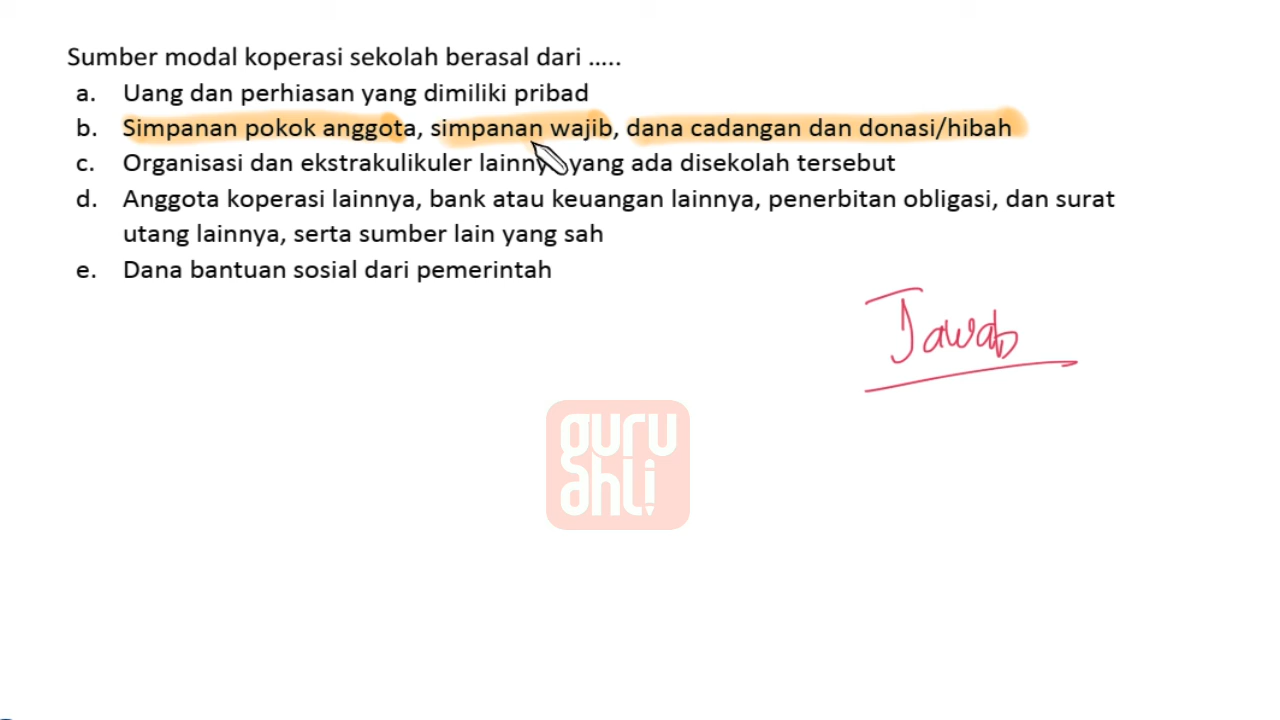 Sumber modal koperasi sekolah berasal dari .....
a. Uang dan perhiasan yang dimiliki pribad
b. Simpanan pokok anggota, simpanan wajib, dana cadangan dan donasi/hibah
c. Organisasi dan ekstrakulikuler lainny yang ada disekolah tersebut
d. Anggota koperasi lainnya, bank atau keuangan lainnya, penerbitan obligasi, dan surat
utang lainnya, serta sumber lain yang sah
e. Dana bantuan sosial dari pemerintah
Jawab
guru
ahli